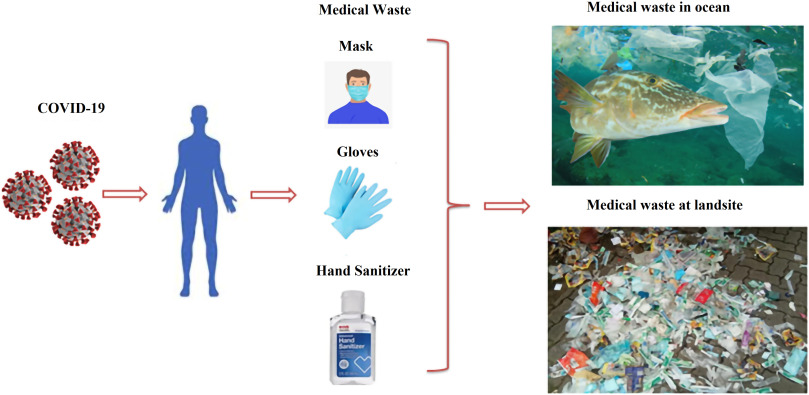 Medical Waste
Medical waste in ocean
Mask
COVID-19
Gloves
Medical waste at landsite
Hand Sanitizer
Hand
Sanitizer